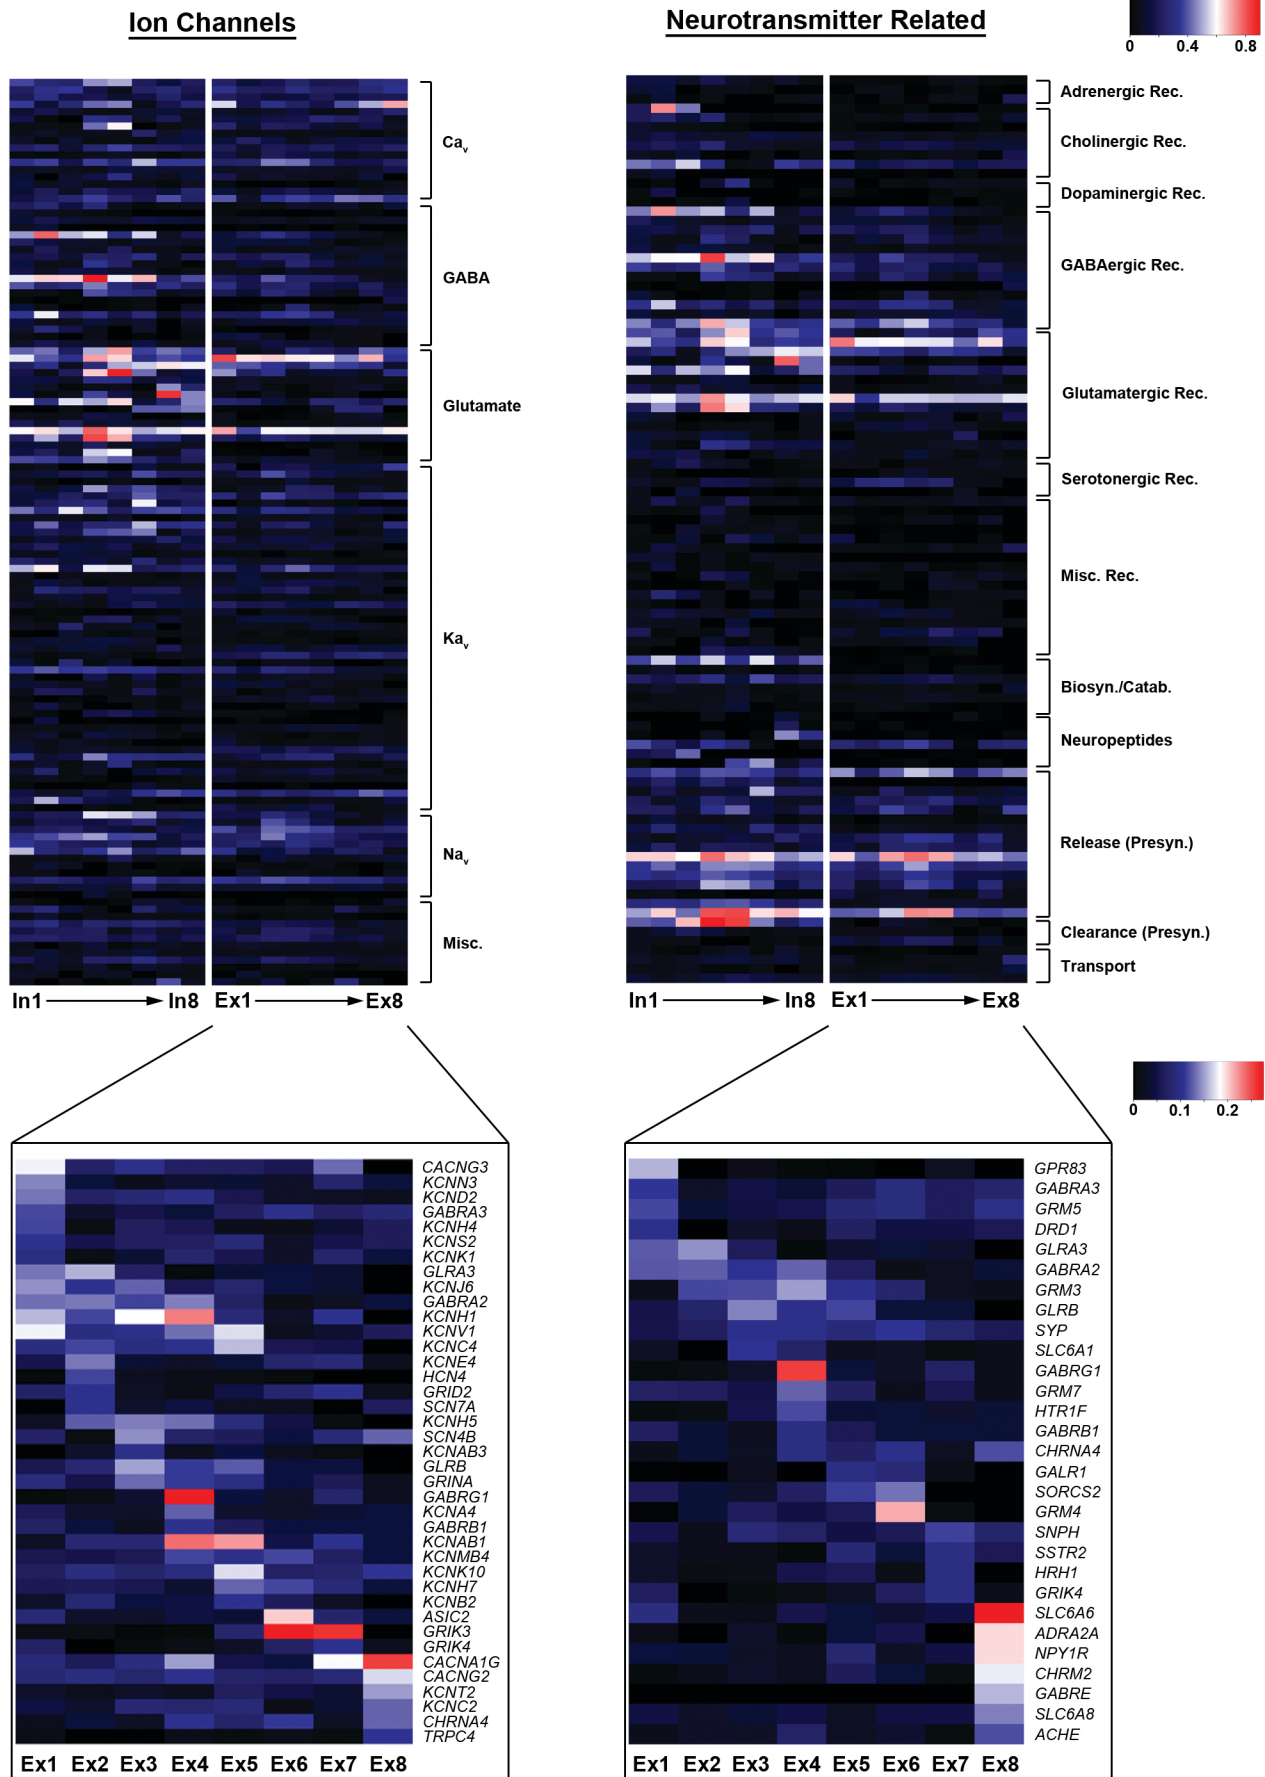 Ion Channels
Neurotransmitter Related
0 0.4 0.8
Cav
GABA
Glutamate
Kav
Nav
Misc.
In1 In8 Ex1 Ex8
Adrenergic Rec.
Cholinergic Rec.
Dopaminergic Rec.
GABAergic Rec.
Glutamatergic Rec.
Serotonergic Rec.
Misc. Rec.
Biosyn./Catab.
Neuropeptides
Release (Presyn.)
Clearance (Presyn.)
Transport
In1 In8 Ex1 Ex8
0 0.1 0.2
CACNG3
KCNN3
KCND2
GABRA3
KCNH4
KCNS2
KCNK1
GLRA3
KCNJ6
GABRA2
KCNH1
KCNV1
KCNC4
KCNE4
HCN4
GRID2
SCN7A
KCNH5
SCN4B
KCNAB3
GLRB
GRINA
GABRG1
KCNA4
GABRB1
KCNAB1
KCNMB4
KCNK10
KCNH7
KCNB2
ASIC2
GRIK3
GRIK4
CACNA1G
CACNG2
KCNT2
KCNC2
CHRNA4
TRPC4
Ex1 Ex2 Ex3 Ex4 Ex5 Ex6 Ex7 Ex8
GPR83
GABRA3
GRM5
DRD1
GLRA3
GABRA2
GRM3
GLRB
SYP
SLC6A1
GABRG1
GRM7
HTR1F
GABRB1
CHRNA4
GALR1
SORCS2
GRM4
SNPH
SSTR2
HRH1
GRIK4
SLC6A6
ADRA2A
NPY1R
CHRM2
GABRE
SLC6A8
ACHE
Ex1 Ex2 Ex3 Ex4 Ex5 Ex6 Ex7 Ex8